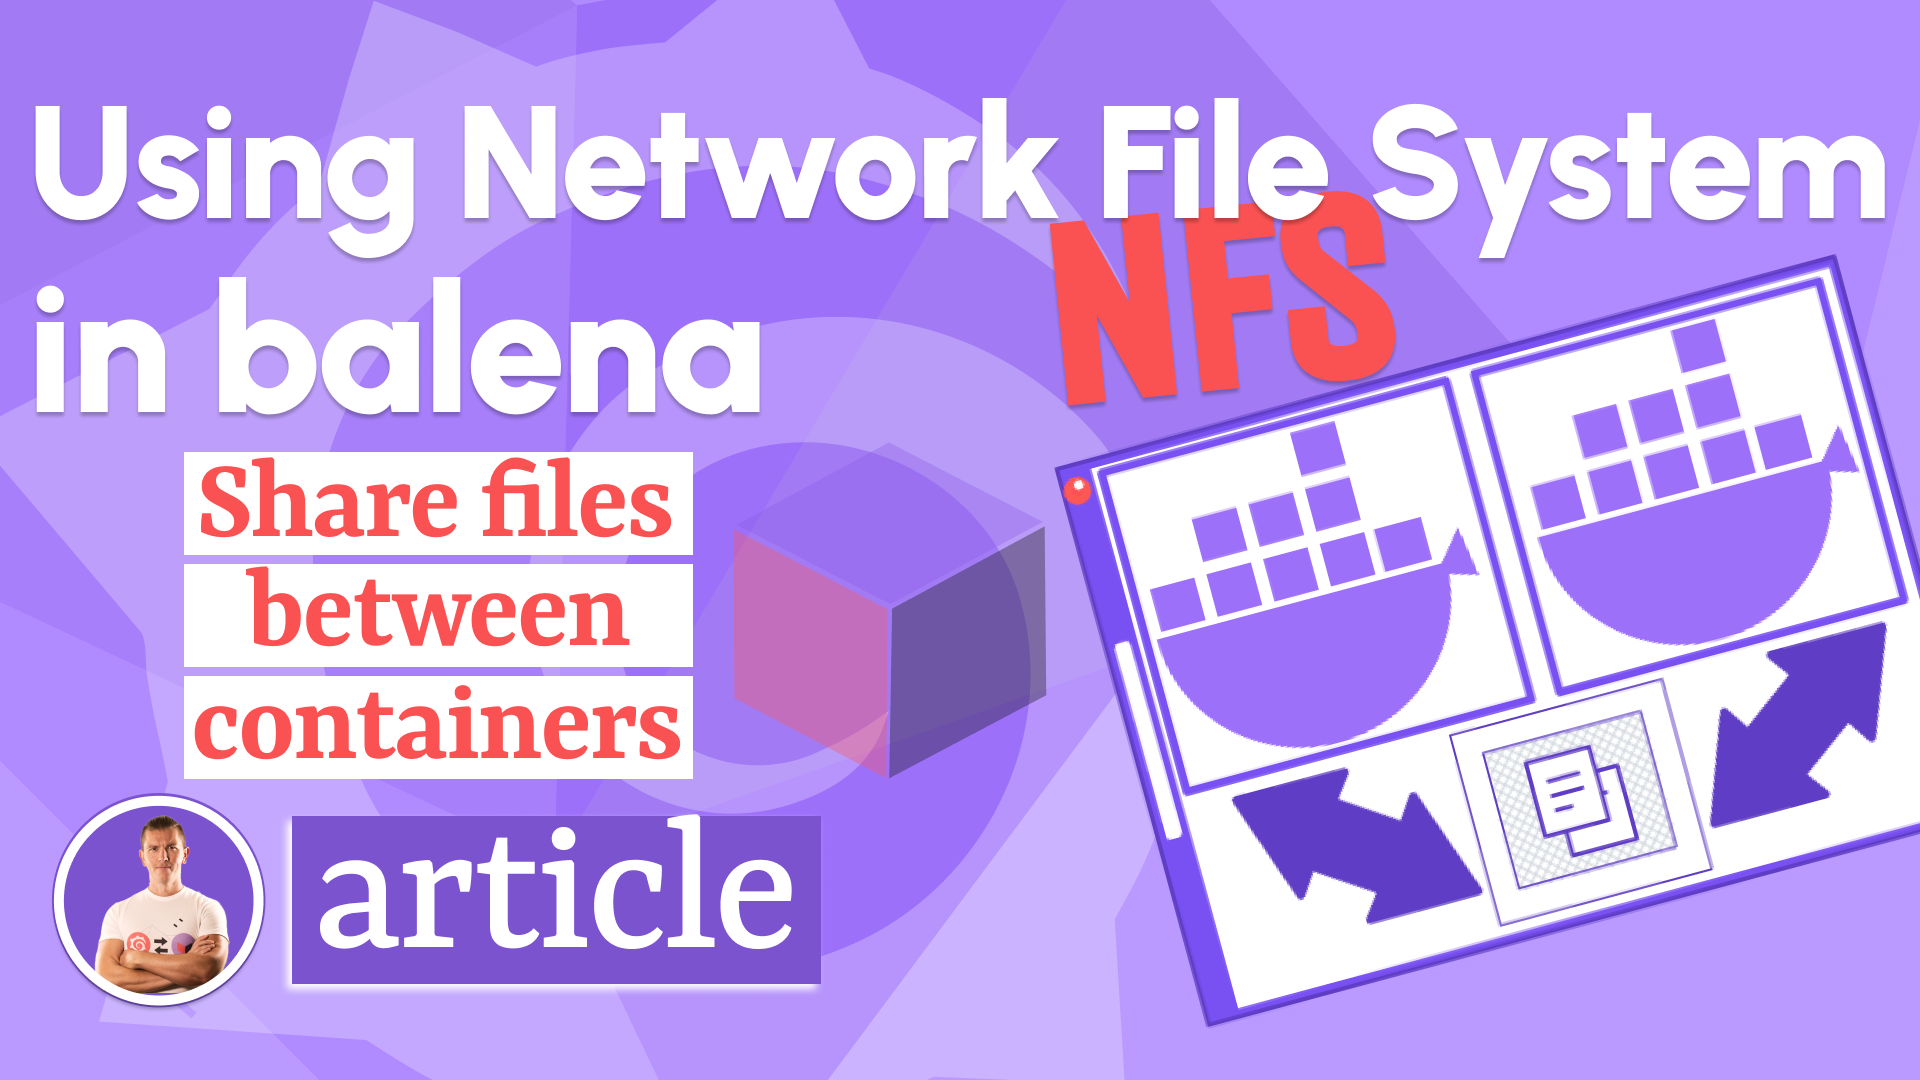 Using Network File System
in balena
NFS
Share files
between
containers
article